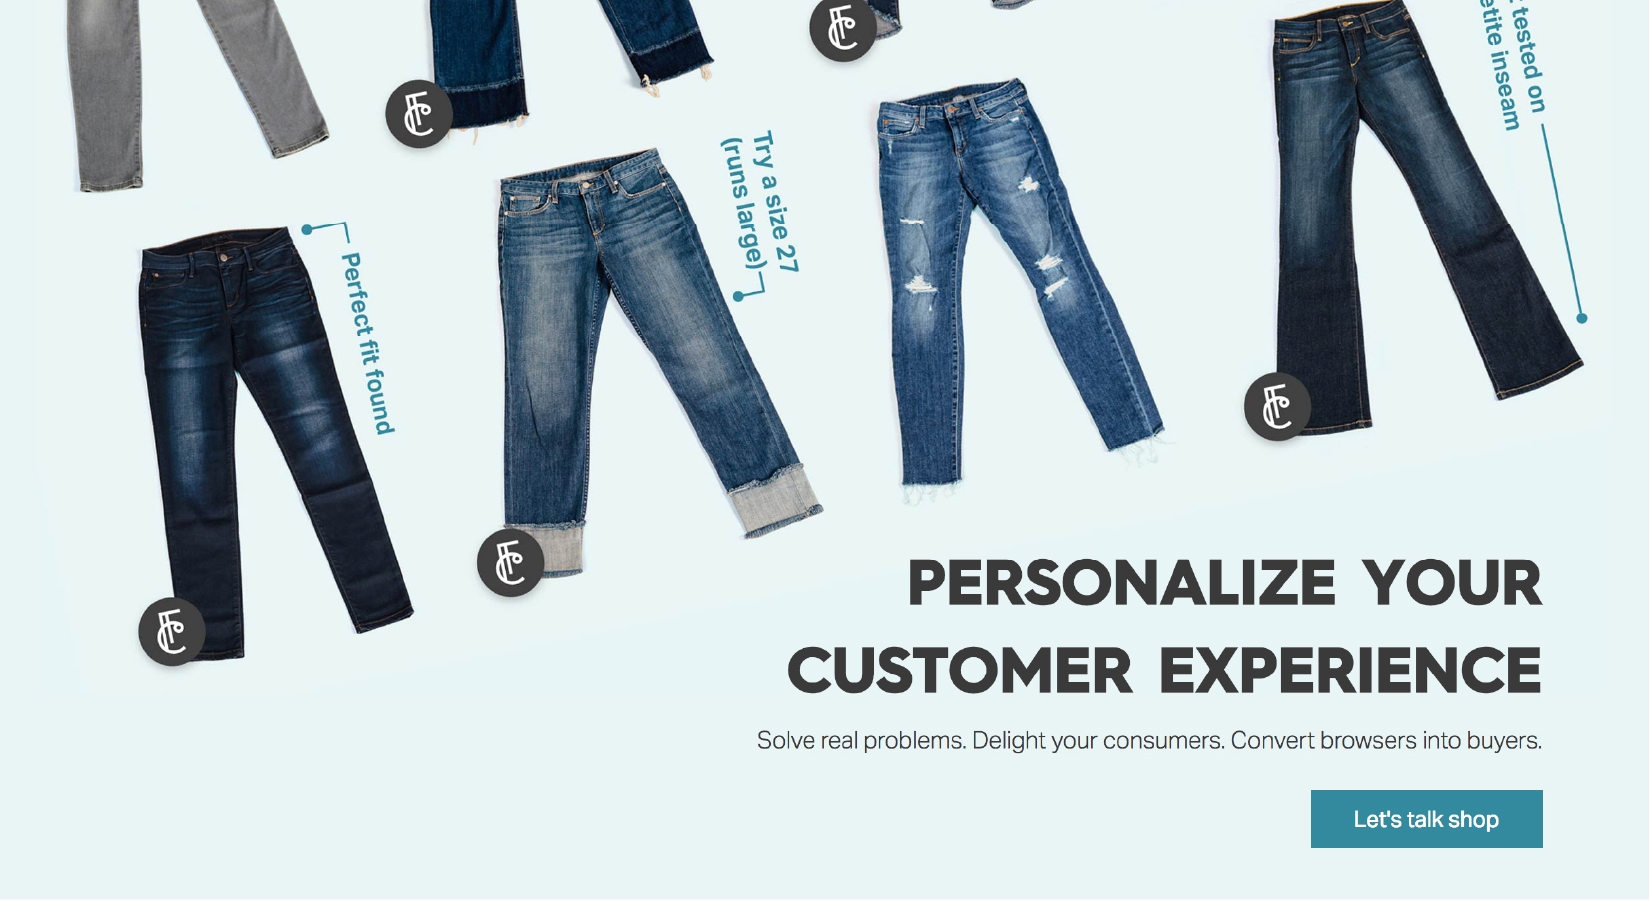 tested on
etite inseam
Try a size 27
(runs large)
Perfect fit found
PERSONALIZE YOUR
CUSTOMER EXPERIENCE
Solve real problems. Delight your consumers. Convert browsers into buyers.
Let's talk shop